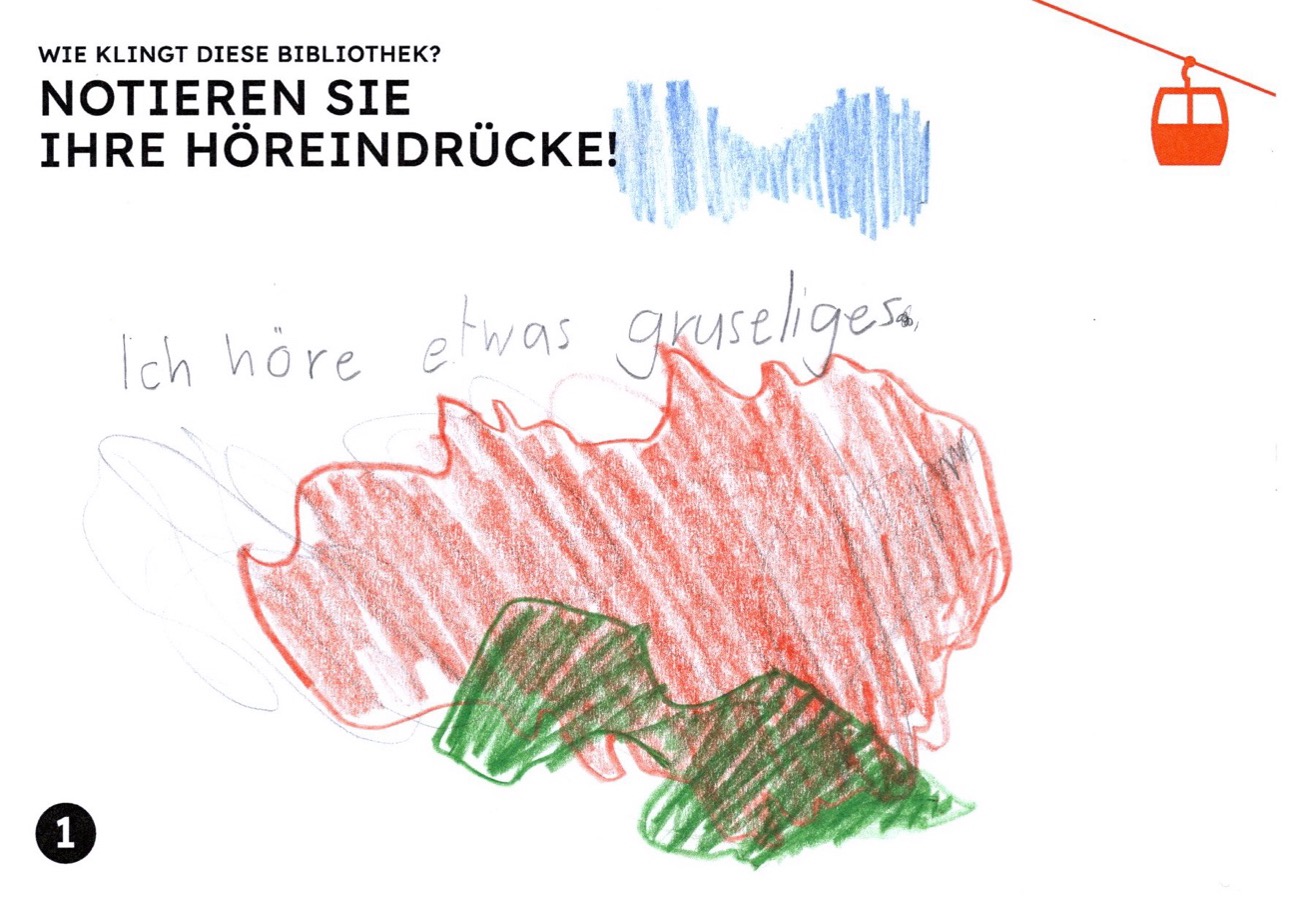 WIE KLINGT DIESE BIBLIOTHEK?
NOTIEREN SIE
IHRE HÖREINDRÜCKE!
Ich höre etwas gruseliges.
1